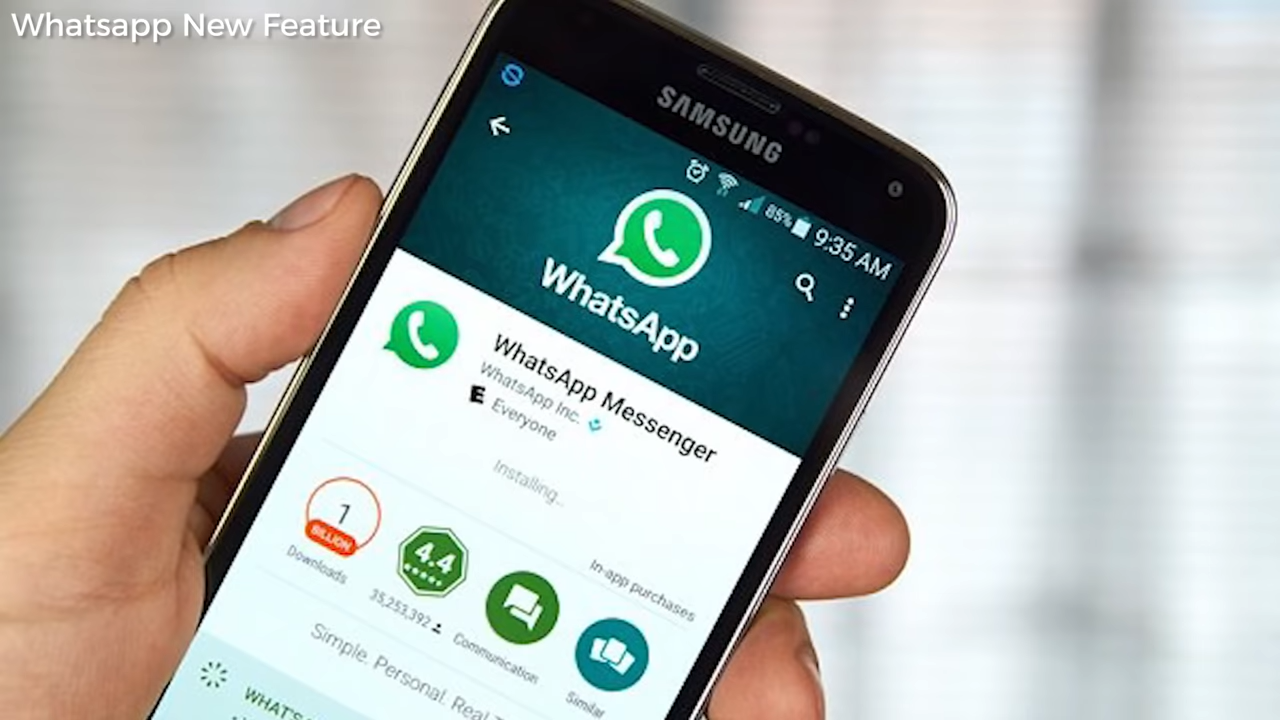 Whatsapp New Feature
SAMSUNG
85% 9:35 AM
WhatsApp
WhatsApp Messenger
WhatsApp Inc.
E Everyone
Installing..
In-app purchases
1
BILLION
Downloads
4.4
35,253,392
Communication
Similar
Simple. Personal. Real
WHAT'S